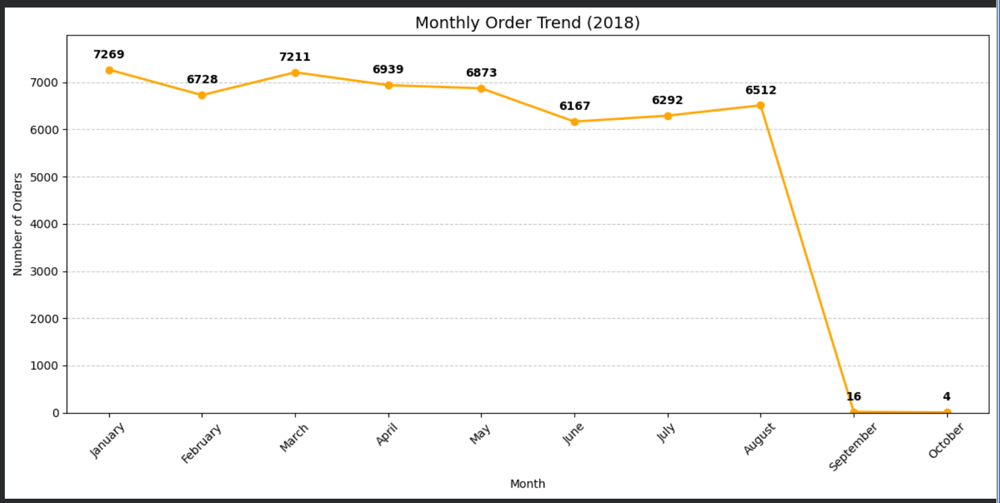 Monthly Order Trend (2018)
7269
6728
7211
6939
6873
6167
6292
6512
16
4
Number of Orders
7000
6000
5000
4000
3000
2000
1000
0
January
February
March
April
May
June
July
August
September
October
Month